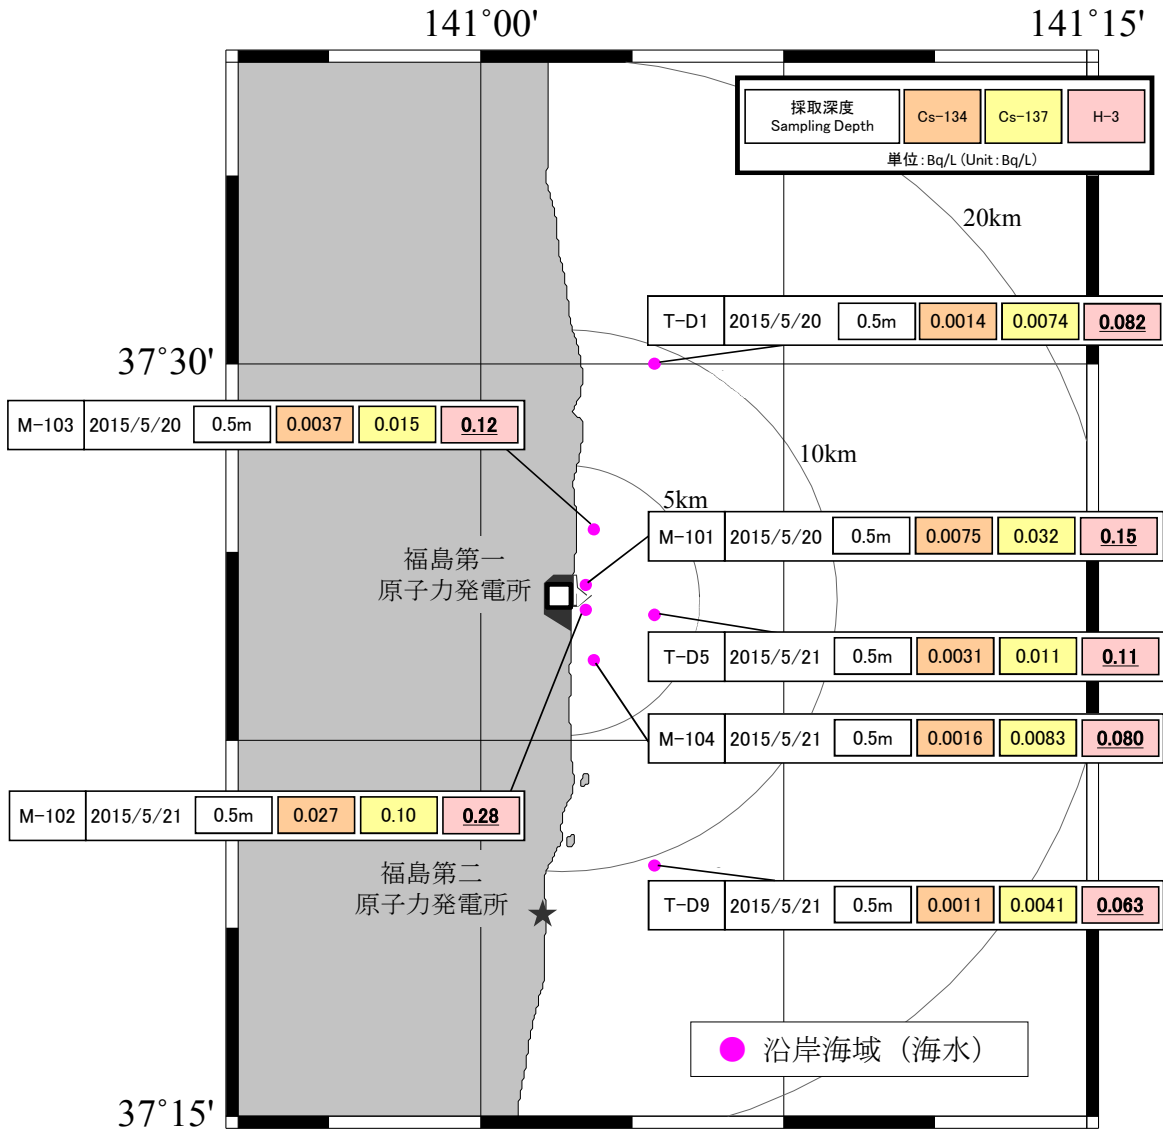 141°00'
141°15'
採取深度
Sampling Depth
Cs-134
Cs-137
H-3
単位：Bq/L (Unit：Bq/L)
20km
T-D1 2015/5/20 0.5m 0.0014 0.0074 0.082
37°30'
M-103 2015/5/20 0.5m 0.0037 0.015 0.12
10km
5km
M-101 2015/5/20 0.5m 0.0075 0.032 0.15
福島第一
原子力発電所
T-D5 2015/5/21 0.5m 0.0031 0.011 0.11
M-104 2015/5/21 0.5m 0.0016 0.0083 0.080
M-102 2015/5/21 0.5m 0.027 0.10 0.28
福島第二
原子力発電所
T-D9 2015/5/21 0.5m 0.0011 0.0041 0.063
沿岸海域（海水）
37°15'